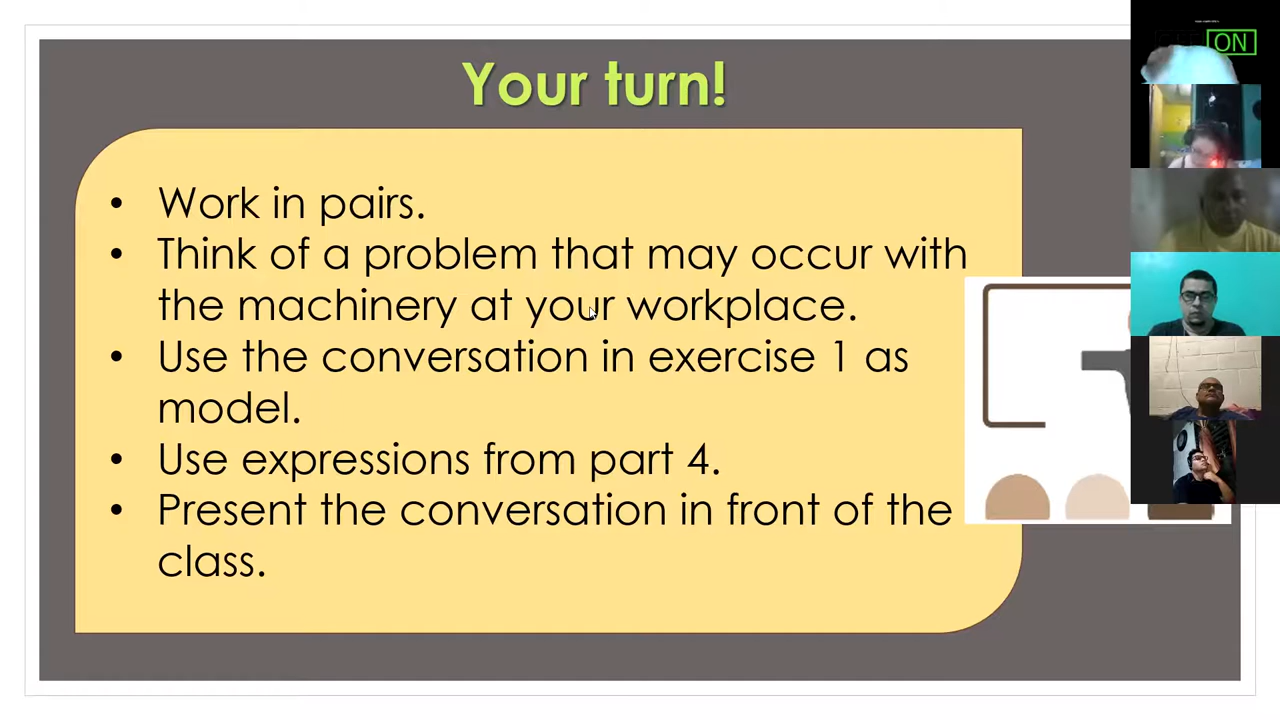 ON
Your turn!
• Work in pairs.
• Think of a problem that may occur with
the machinery at your workplace.
• Use the conversation in exercise 1 as
model.
• Use expressions from part 4.
• Present the conversation in front of the
class.